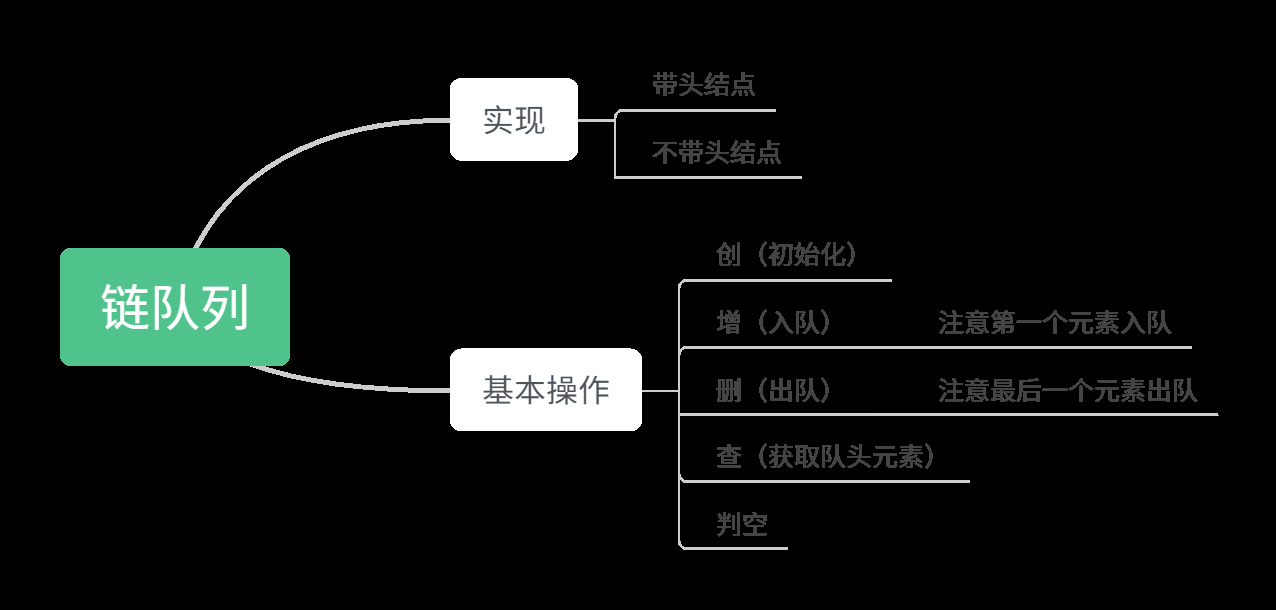 链队列
实现
带头结点
不带头结点
基本操作
创（初始化）
增（入队） 注意第一个元素入队
删（出队） 注意最后一个元素出队
查（获取队头元素）
判空